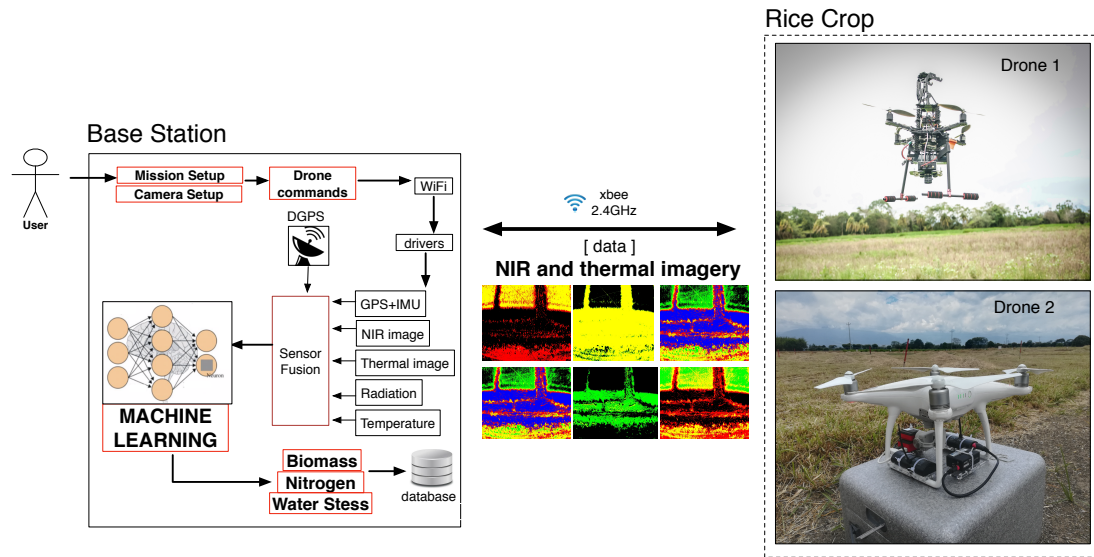 Rice Crop
Drone 1
Base Station
User
Mission Setup
Camera Setup
Drone
commands
WiFi
DGPS
drivers
xbee
2.4GHz
[ data ]
NIR and thermal imagery
GPS+IMU
NIR image
Thermal image
Radiation
Temperature
Sensor
Fusion
Neuron
MACHINE
LEARNING
Biomass
Nitrogen
Water Stess
database
Drone 2